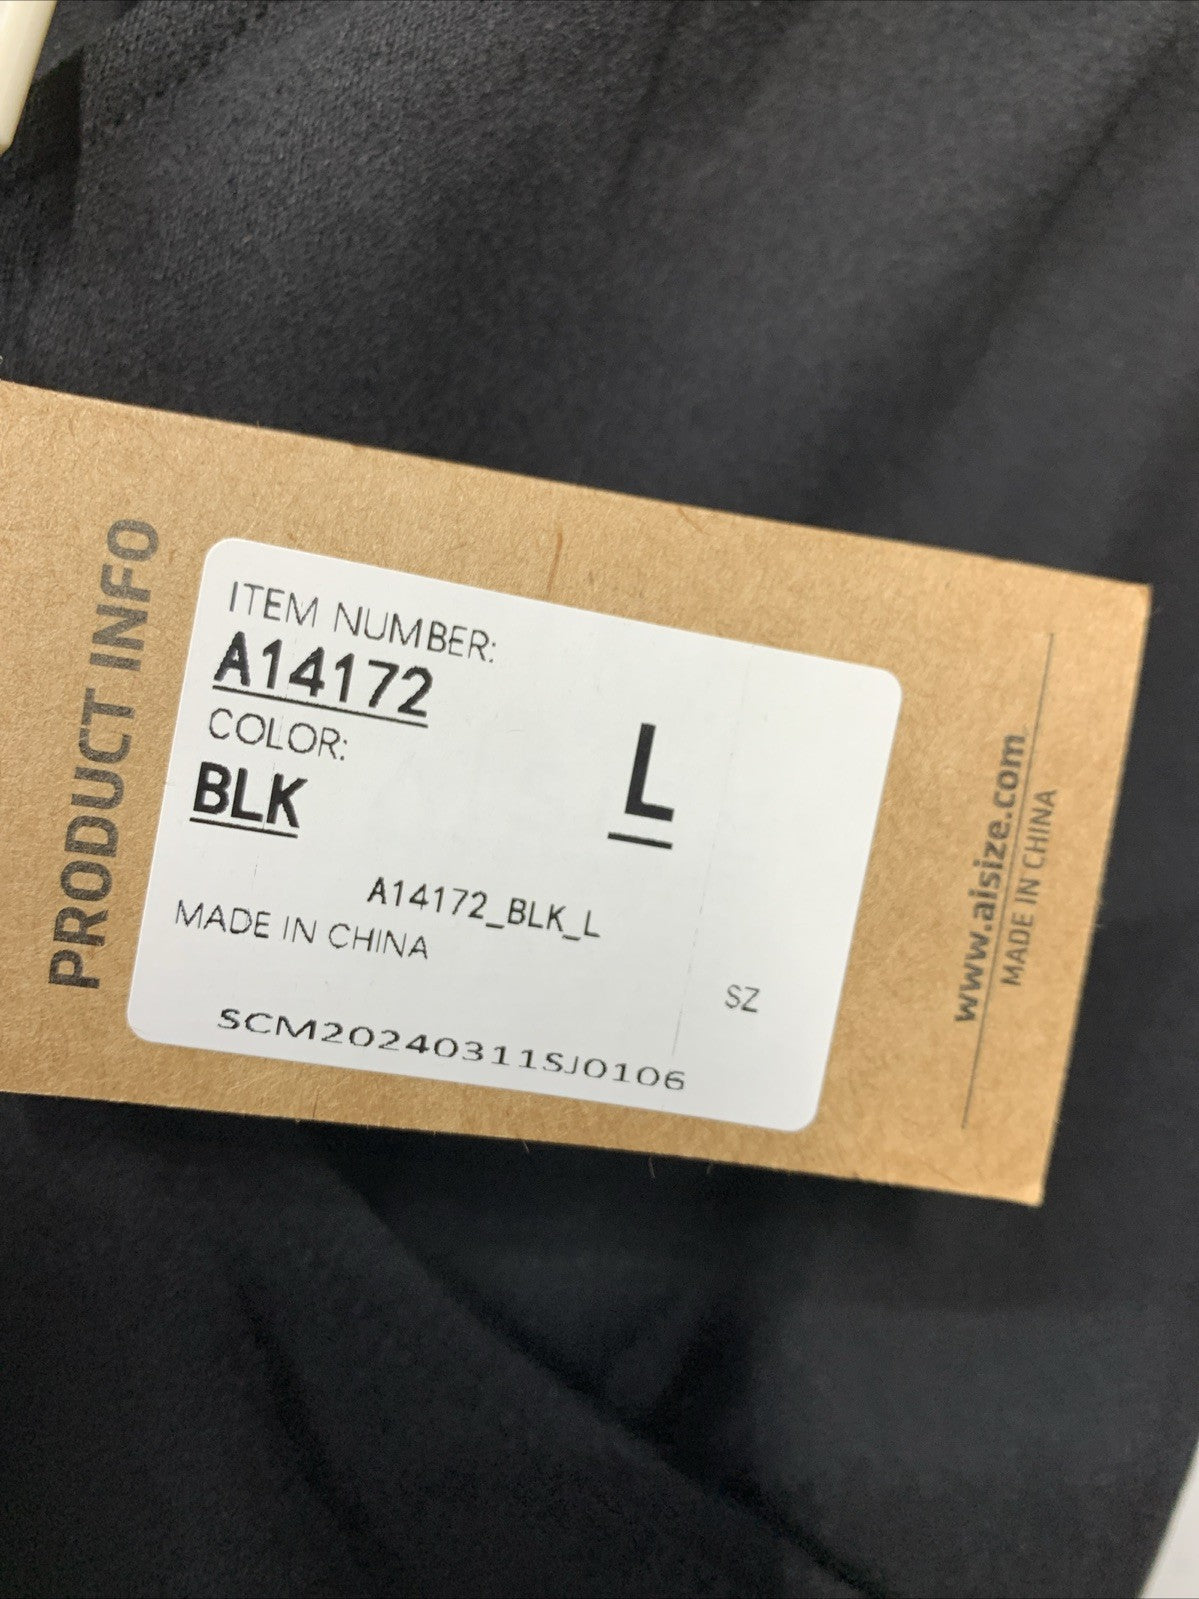 PRODUCT INFO
ITEM NUMBER:
A14172
COLOR:
BLK
L
A14172_BLK_L
MADE IN CHINA
SZ
SCM20240311SJ0106
www.aisize.com
MADE IN CHINA